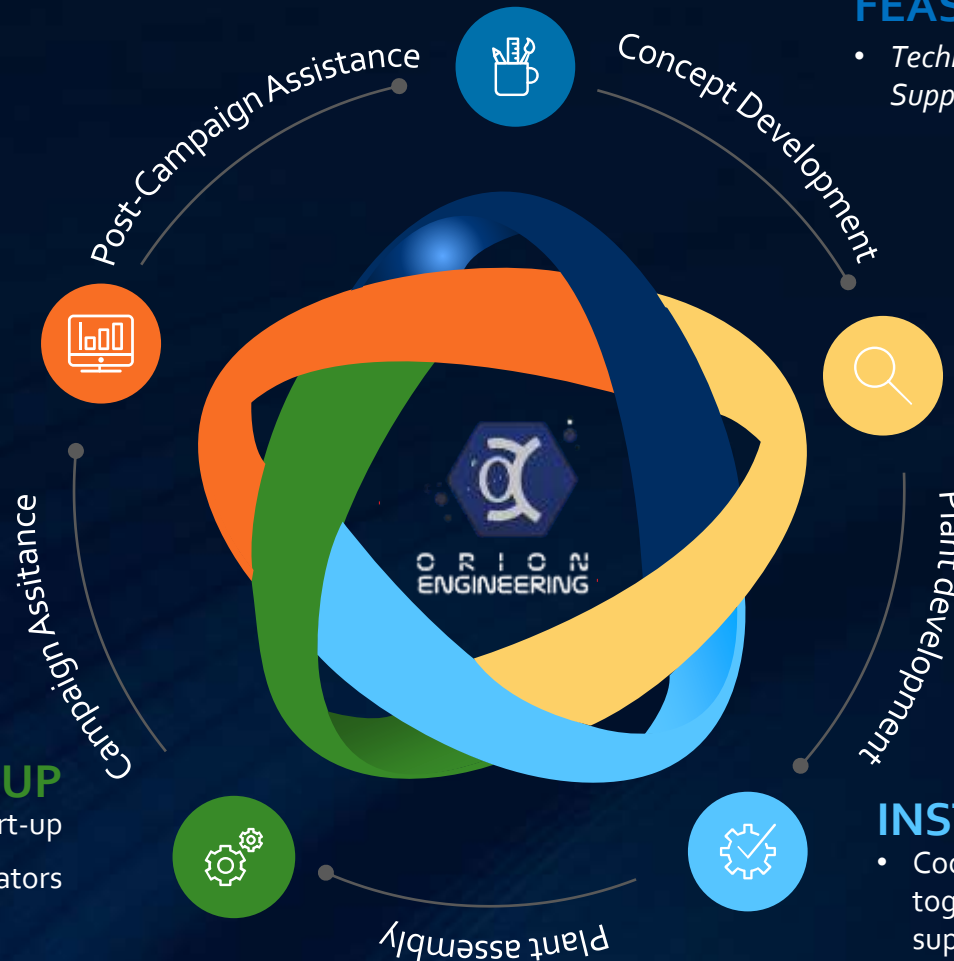 FEAS
• Techn
Supp
Post-Campaign Assistance
Concept Development
ORION
ENGINEERING
Campaign Assitance
Plant development
UP
rt-up
ators
INST
• Coo
tog
sup
Plant assembly